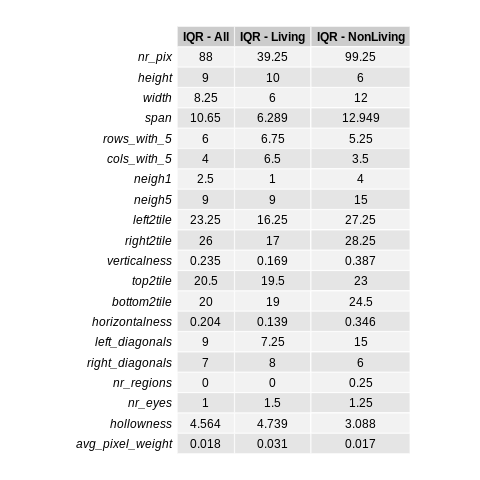 IQR - All IQR - Living IQR - NonLiving
nr_pix 88 39.25 99.25
height 9 10 6
width 8.25 6 12
span 10.65 6.289 12.949
rows_with_5 6 6.75 5.25
cols_with_5 4 6.5 3.5
neigh1 2.5 1 4
neigh5 9 9 15
left2tile 23.25 16.25 27.25
right2tile 26 17 28.25
verticalness 0.235 0.169 0.387
top2tile 20.5 19.5 23
bottom2tile 20 19 24.5
horizontalness 0.204 0.139 0.346
left_diagonals 9 7.25 15
right_diagonals 7 8 6
nr_regions 0 0 0.25
nr_eyes 1 1.5 1.25
hollowness 4.564 4.739 3.088
avg_pixel_weight 0.018 0.031 0.017